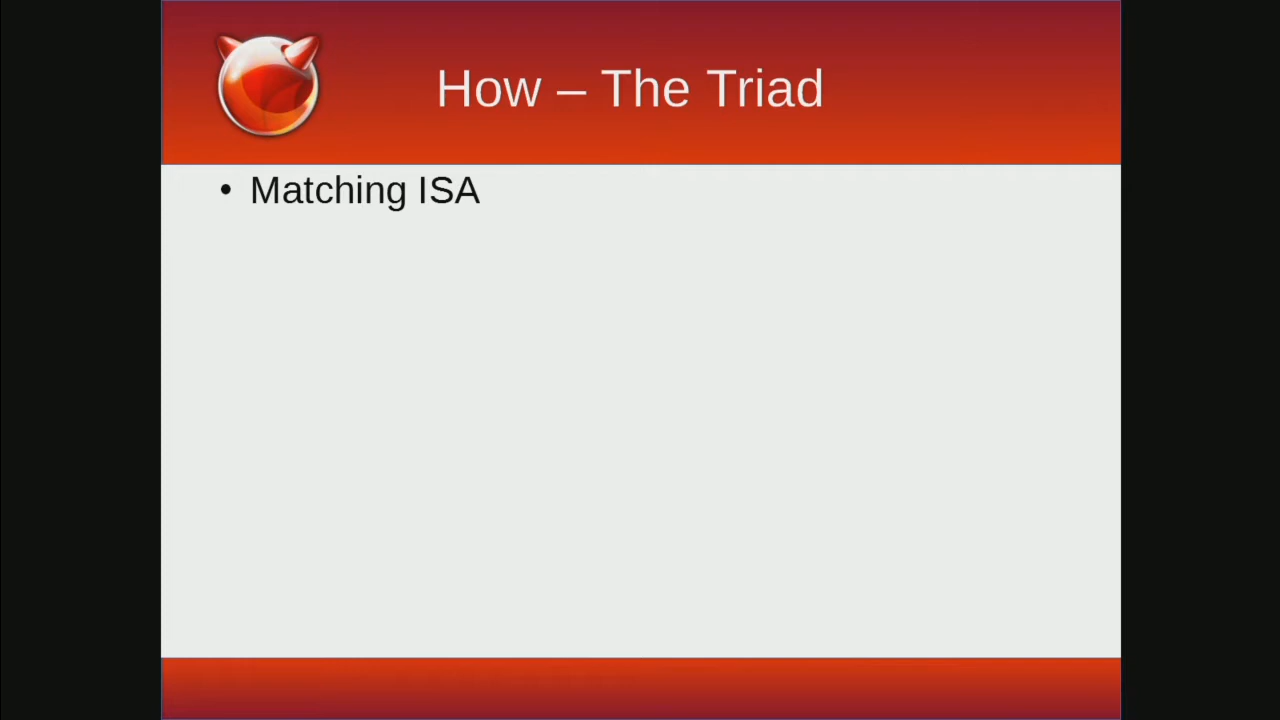 How – The Triad
• Matching ISA